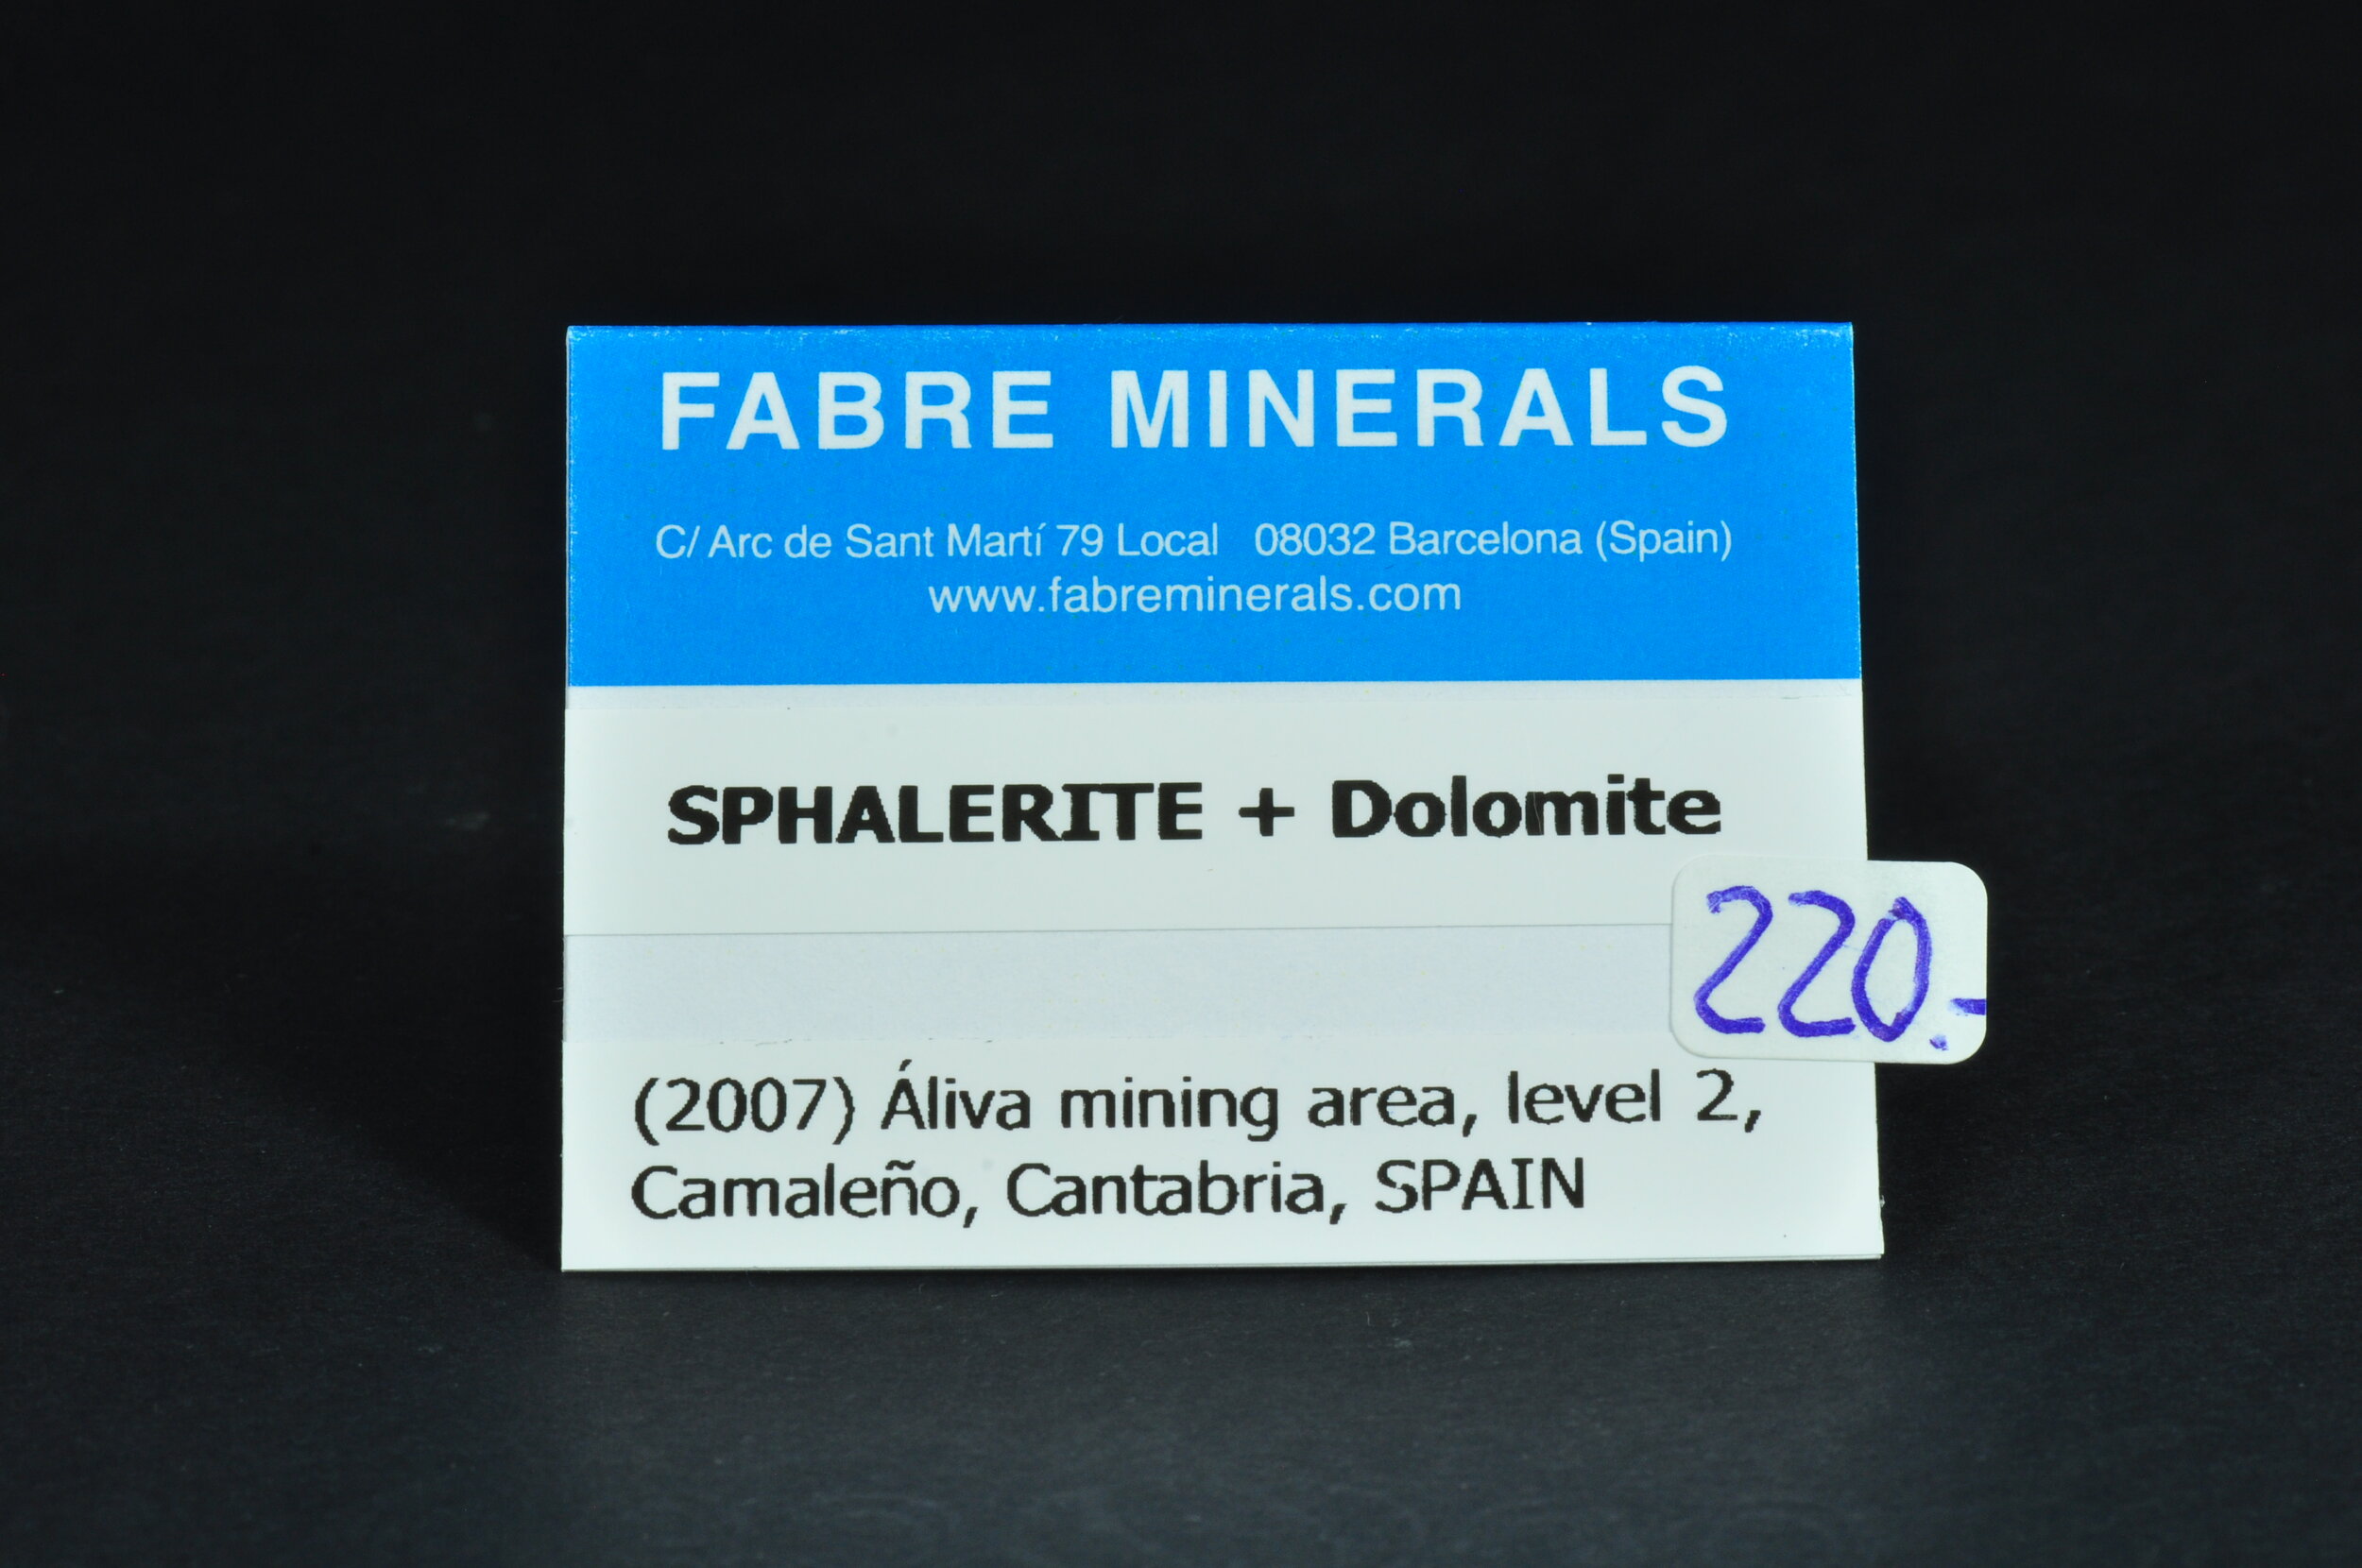 FABRE MINERALS
C/ Arc de Sant Martí 79 Local 08032 Barcelona (Spain)
www.fabreminerals.com
SPHALERITE + Dolomite
220.-
(2007) Áliva mining area, level 2,
Camaleño, Cantabria, SPAIN